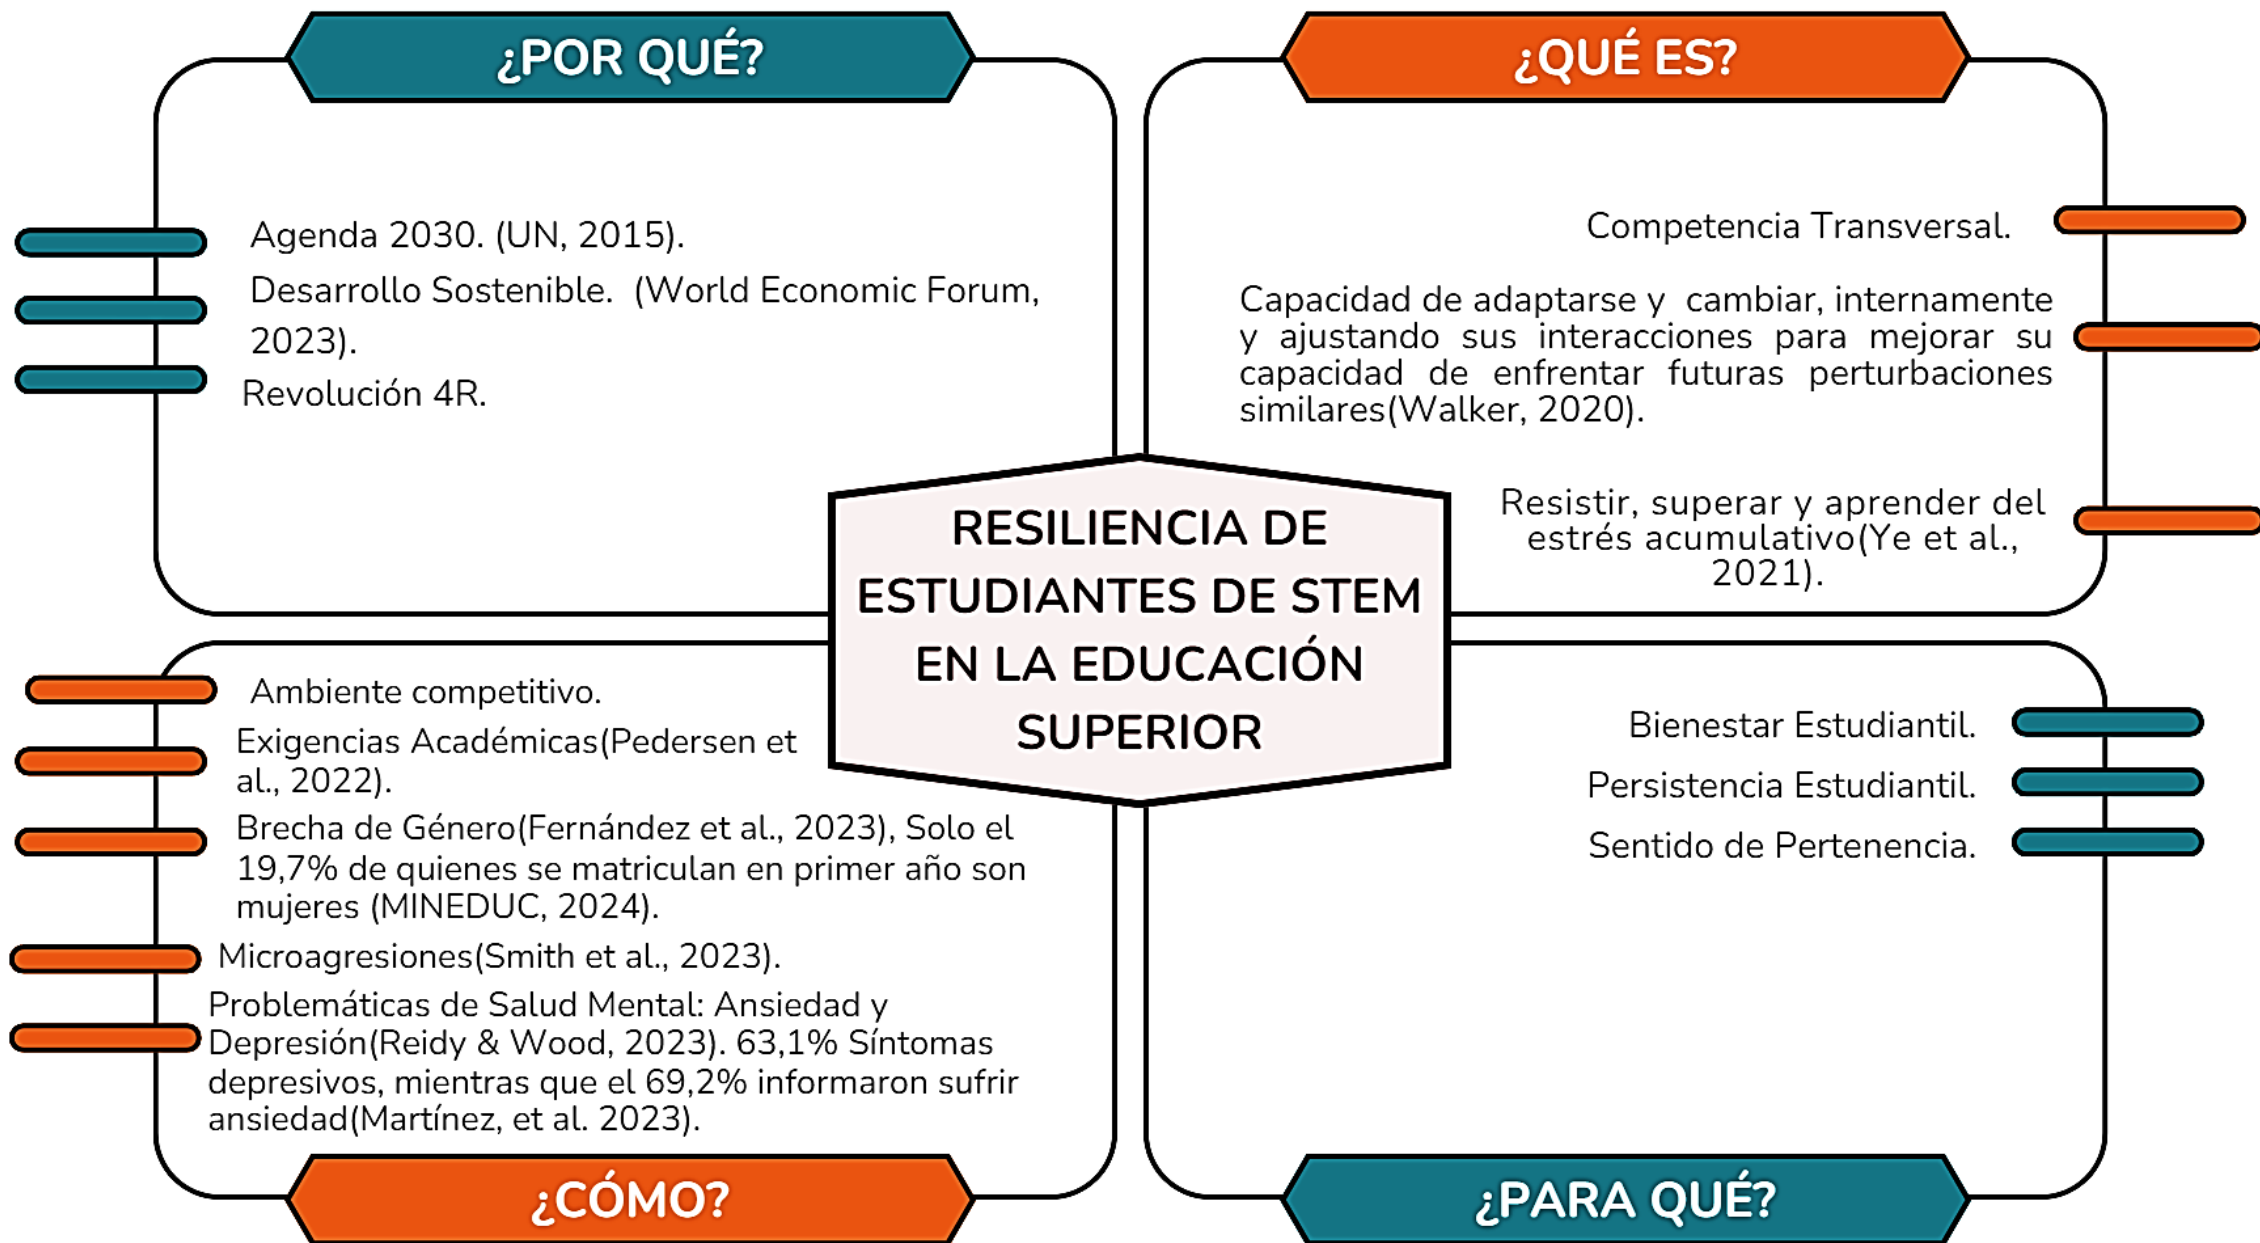 ¿POR QUÉ?
Agenda 2030. (UN, 2015).
Desarrollo Sostenible.  (World Economic Forum,
2023).
Revolución 4R.
¿QUÉ ES?
Competencia Transversal.
Capacidad de adaptarse y  cambiar, internamente
y ajustando sus interacciones para mejorar su
capacidad de enfrentar futuras perturbaciones
similares(Walker, 2020).
Resistir, superar y aprender del
estrés acumulativo(Ye et al.,
2021).
RESILIENCIA DE
ESTUDIANTES DE STEM
EN LA EDUCACIÓN
SUPERIOR
Ambiente competitivo.
Exigencias Académicas(Pedersen et
al., 2022).
Brecha de Género(Fernández et al., 2023), Solo el
19,7% de quienes se matriculan en primer año son
mujeres (MINEDUC, 2024).
Microagresiones(Smith et al., 2023).
Problemáticas de Salud Mental: Ansiedad y
Depresión(Reidy & Wood, 2023). 63,1% Síntomas
depresivos, mientras que el 69,2% informaron sufrir
ansiedad(Martínez, et al. 2023).
¿CÓMO?
Bienestar Estudiantil.
Persistencia Estudiantil.
Sentido de Pertenencia.
¿PARA QUÉ?